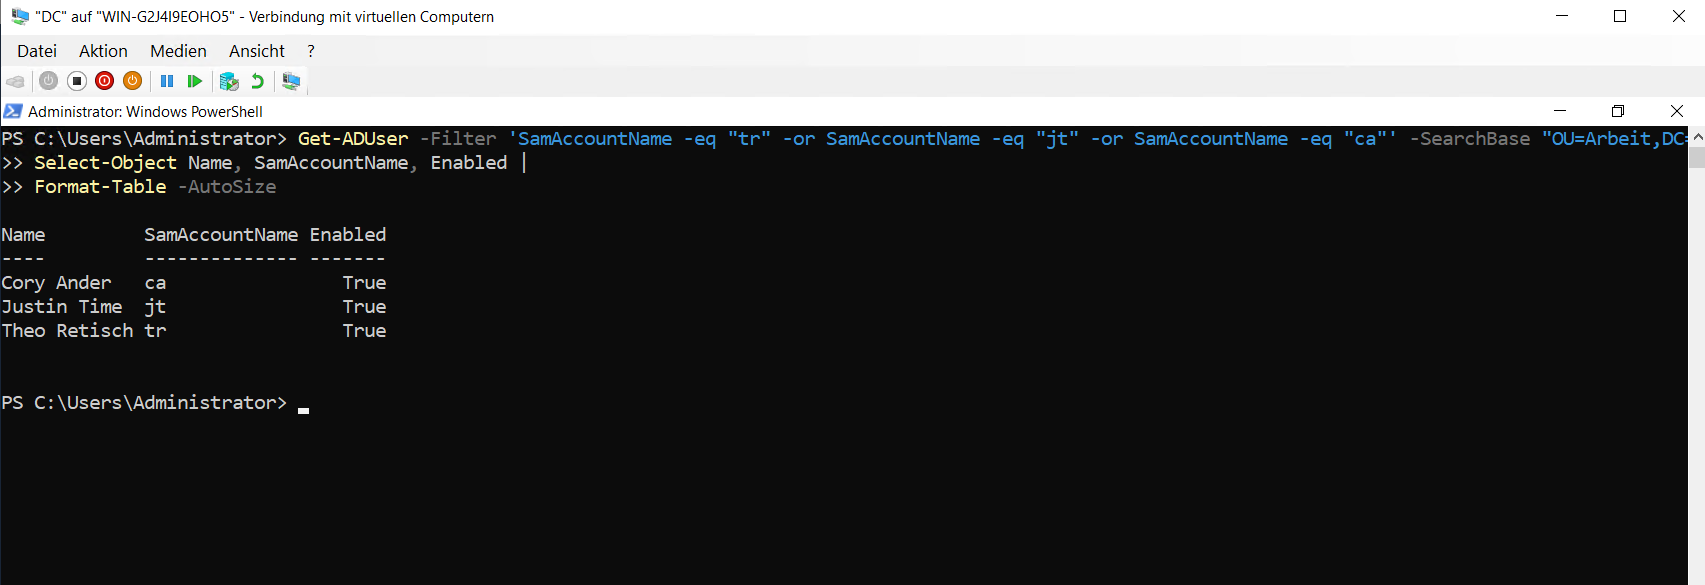 "DC" auf "WIN-G2J4I9EOHO5" - Verbindung mit virtuellen Computern
Datei Aktion Medien Ansicht ?
Administrator: Windows PowerShell
PS C:\Users\Administrator> Get-ADUser -Filter 'SamAccountName -eq "tr" -or SamAccountName -eq "jt" -or SamAccountName -eq "ca"' -SearchBase "OU=Arbeit,DC=
>> Select-Object Name, SamAccountName, Enabled |
>> Format-Table -AutoSize
Name SamAccountName Enabled
---- -------------- -------
Cory Ander ca True
Justin Time jt True
Theo Retisch tr True
PS C:\Users\Administrator>